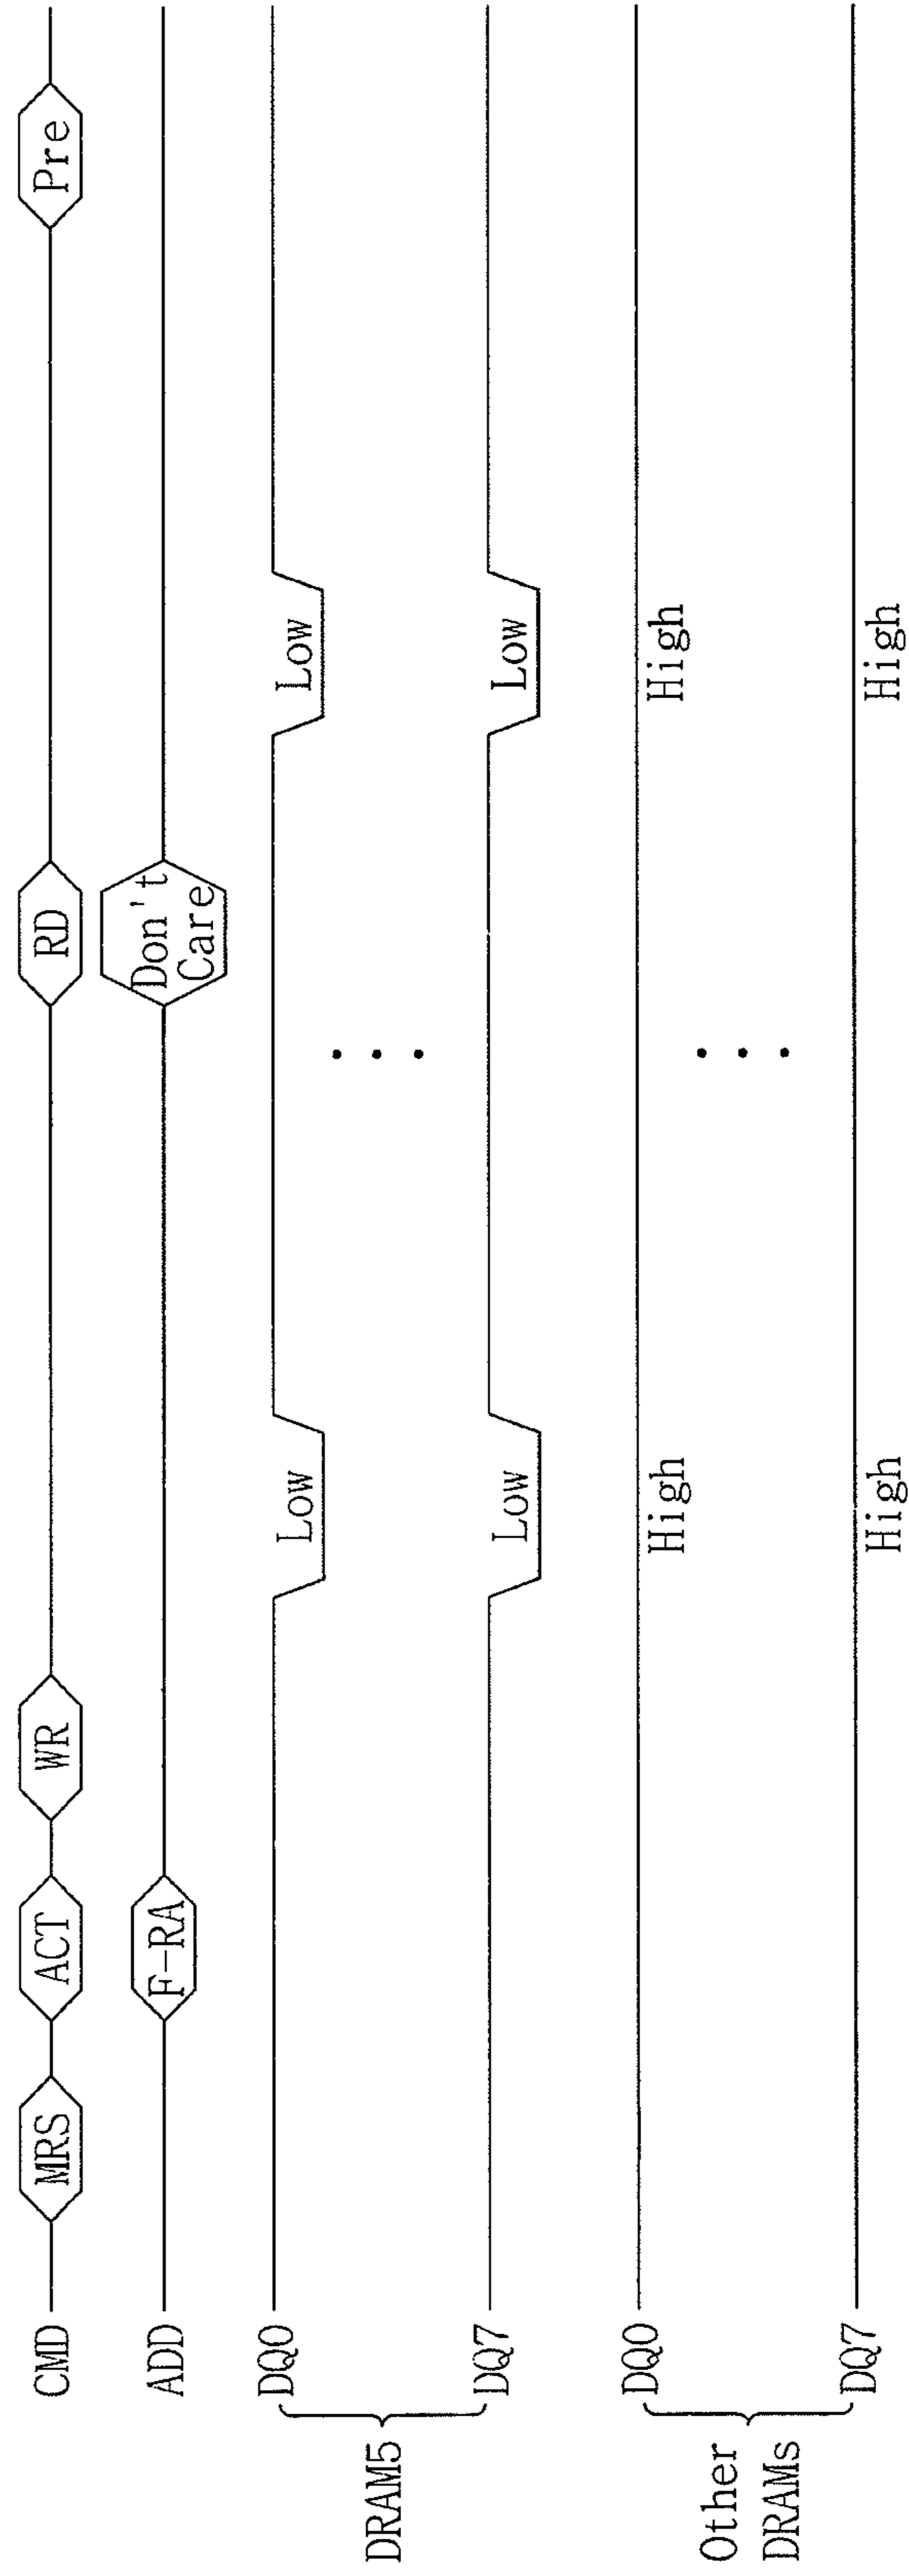 CMD
MRS
ACT
WR
RD
Pre
ADD
F-RA
Don't
Care
DRAM5
DQ0
Low
Low
DQ7
Low
Low
Other
DRAMs
DQ0
High
High
DQ7
High
High